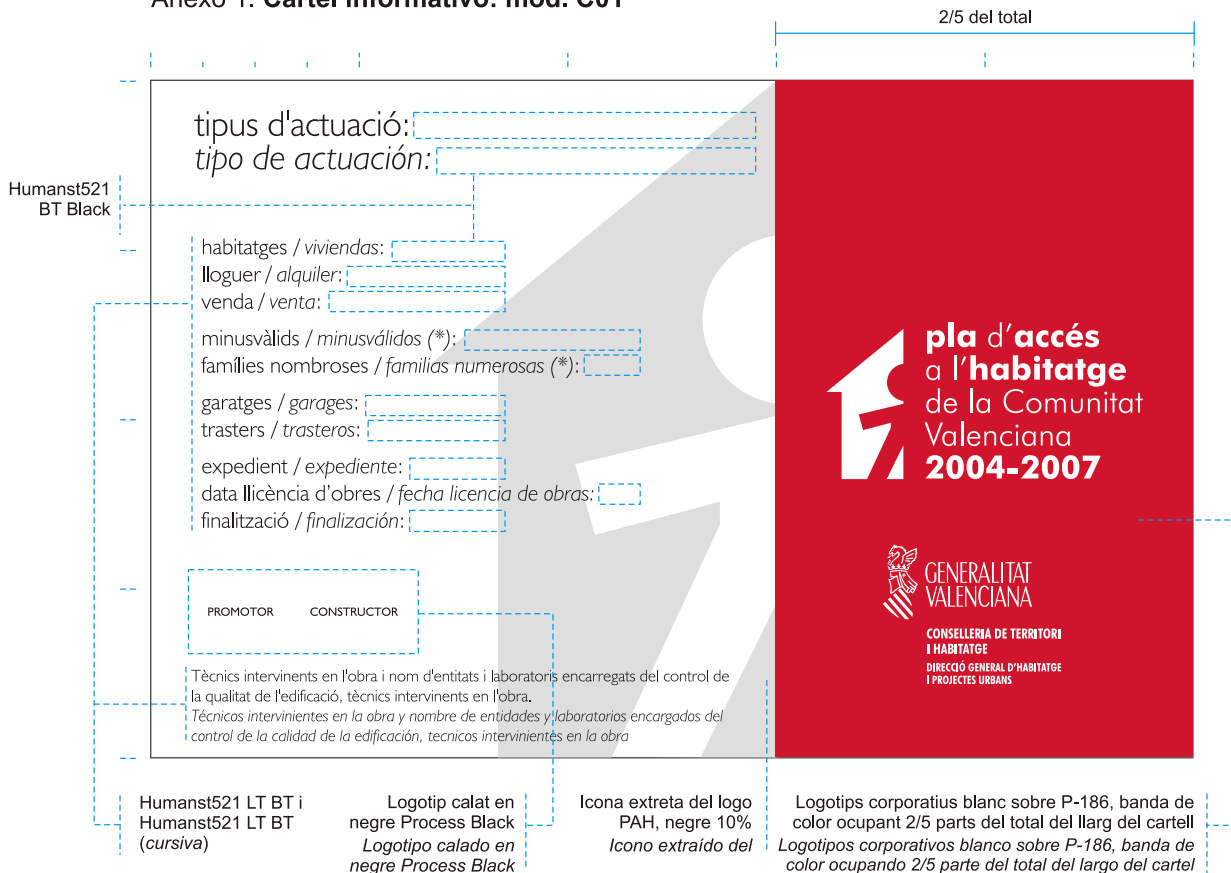 Anexo 1. Cartel informativo: mod. C01
2/5 del total
tipus d'actuació:
tipo de actuación:
Humanst521
BT Black
habitatges / viviendas:
lloguer / alquiler:
venda / venta:
minusvàlids / minusválidos (*):
famílies nombroses / familias numerosas (*):
garatges / garages:
trasters / trasteros:
expedient / expediente:
data llicència d'obres / fecha licencia de obras:
finalització / finalización:
PROMOTOR CONSTRUCTOR
Tècnics intervinents en l'obra i nom d'entitats i laboratoris encarregats del control de
la qualitat de l'edificació, tècnics intervinents en l'obra.
Técnicos intervinientes en la obra y nombre de entidades y laboratorios encargados del
control de la calidad de la edificación, tecnicos intervinientes en la obra
pla d'accés
a l'habitatge
de la Comunitat
Valenciana
2004-2007
GENERALITAT
VALENCIANA
CONSELLERIA DE TERRITORI
I HABITATGE
DIRECCIÓ GENERAL D'HABITATGE
I PROJECTES URBANS
Humanst521 LT BT i
Humanst521 LT BT
(cursiva)
Logotip calat en
negre Process Black
Logotipo calado en
negre Process Black
Icona extreta del logo
PAH, negre 10%
Icono extraído del
Logotips corporatius blanc sobre P-186, banda de
color ocupant 2/5 parts del total del llarg del cartell
Logotipos corporativos blanco sobre P-186, banda de
color ocupando 2/5 parte del total del largo del cartel